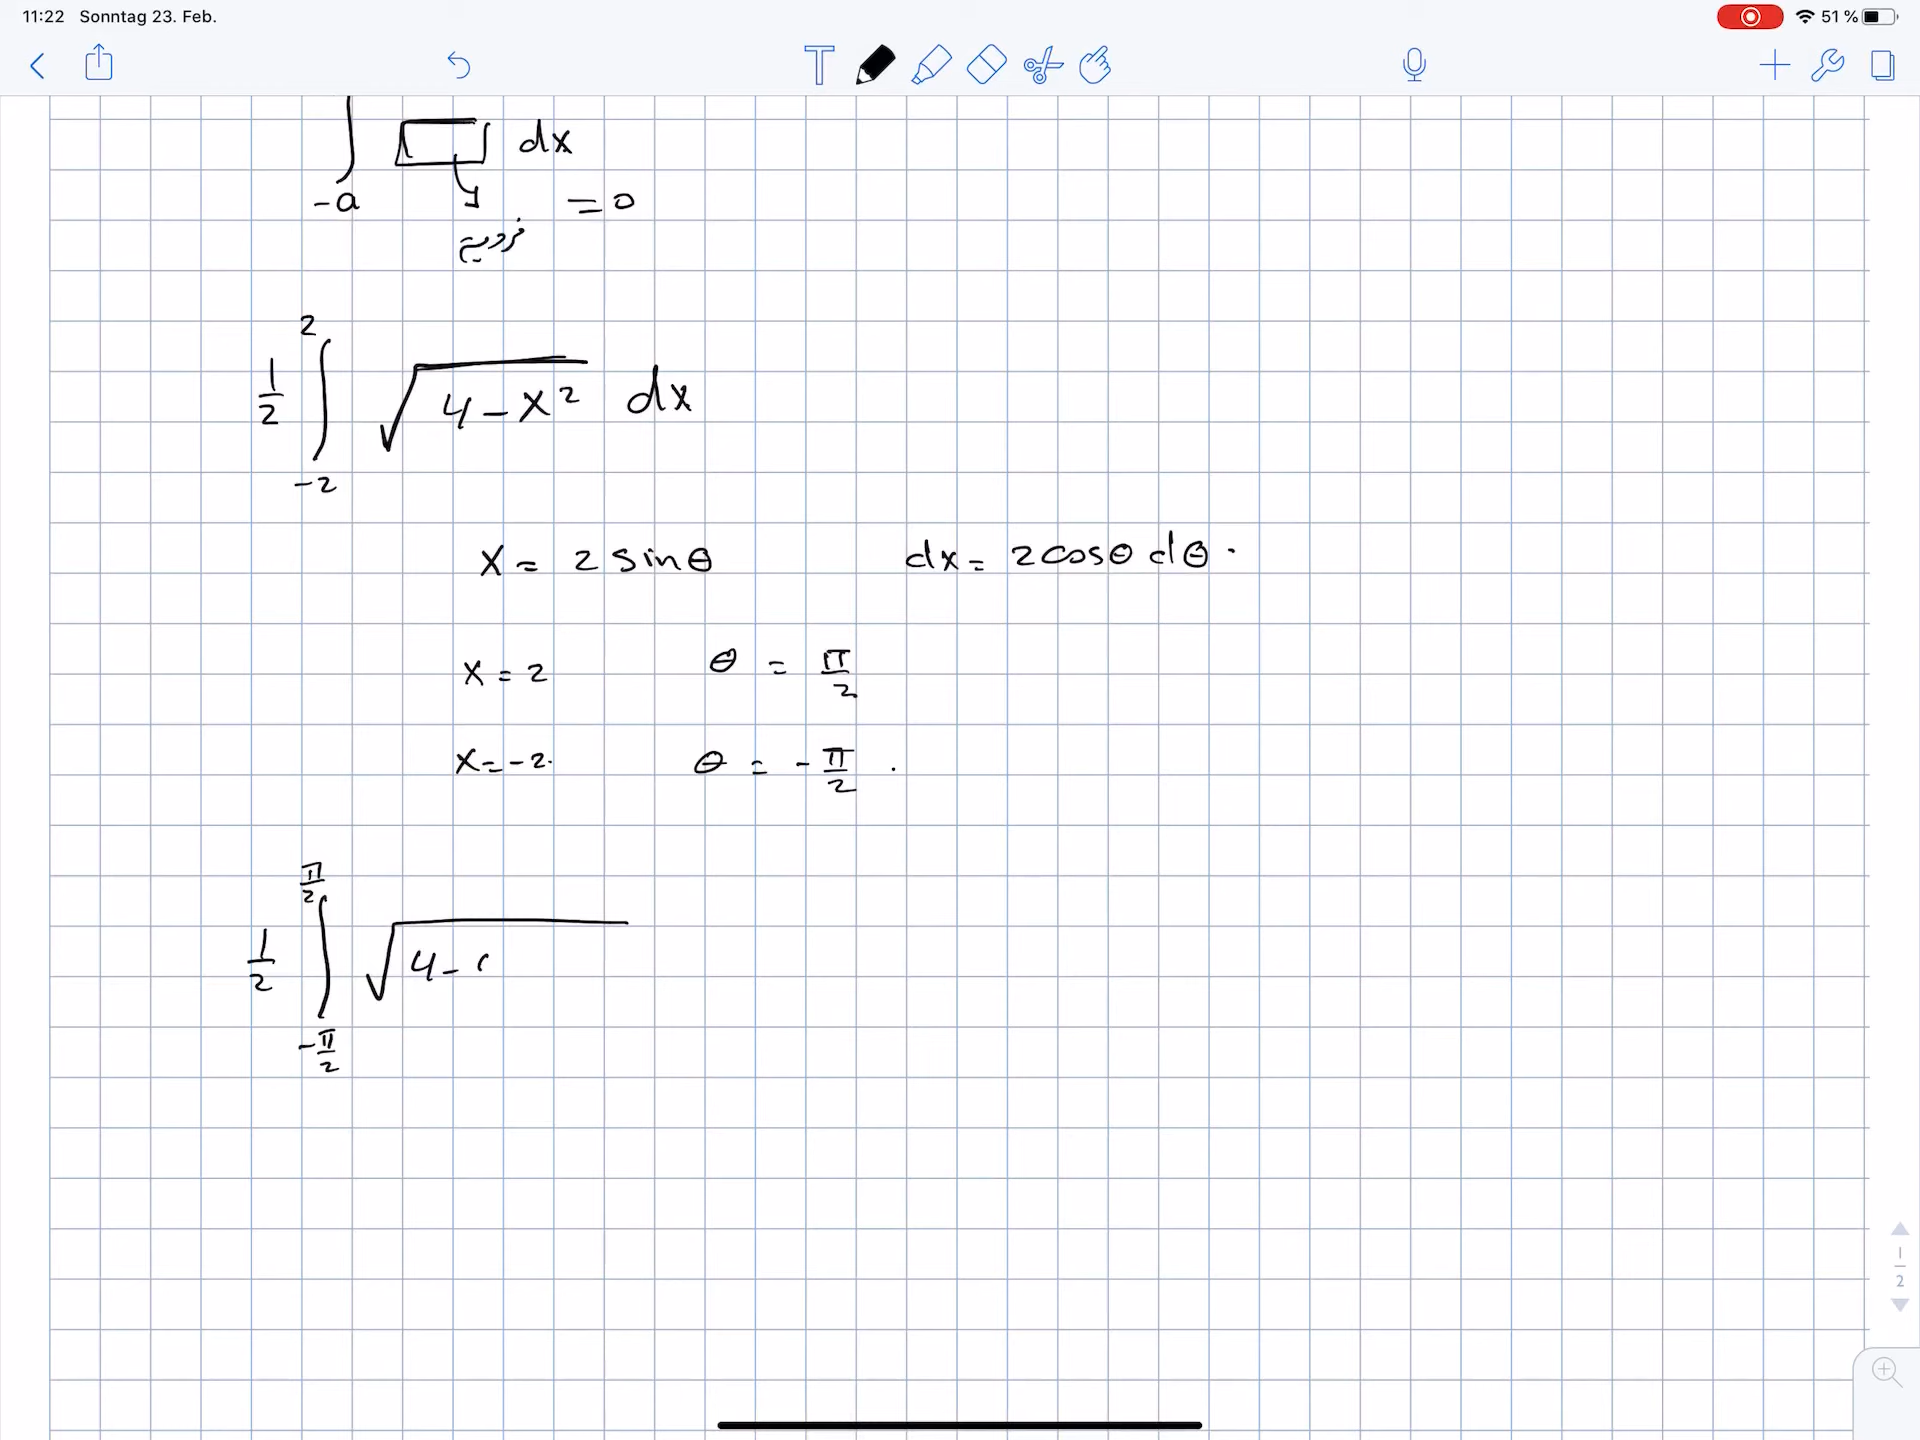 11:22 Sonntag 23. Feb. 51 %
∫ dx
-a = 0
1/2 ∫_{-2}^{2} √(4 - x²) dx
x = 2 sinθ dx = 2cosθ dθ.
x = 2 θ = π/2
x = -2. θ = -π/2 .
1/2 ∫_{-π/2}^{π/2} √(4 - (
1
2